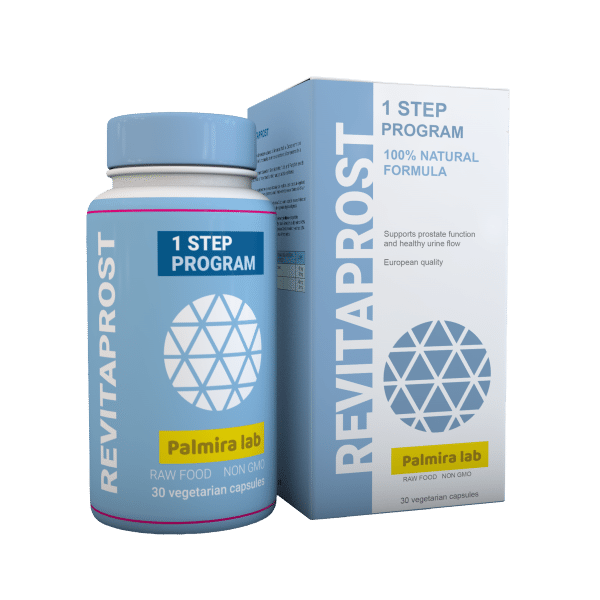 REVITAPROST
1 STEP
PROGRAM
Palmira lab
RAW FOOD NON GMO
30 vegetarian capsules
REVITAPROST
1 STEP
PROGRAM
100% NATURAL
FORMULA
Supports prostate function
and healthy urine flow
European quality
Palmira lab
RAW FOOD NON GMO
30 vegetarian capsules